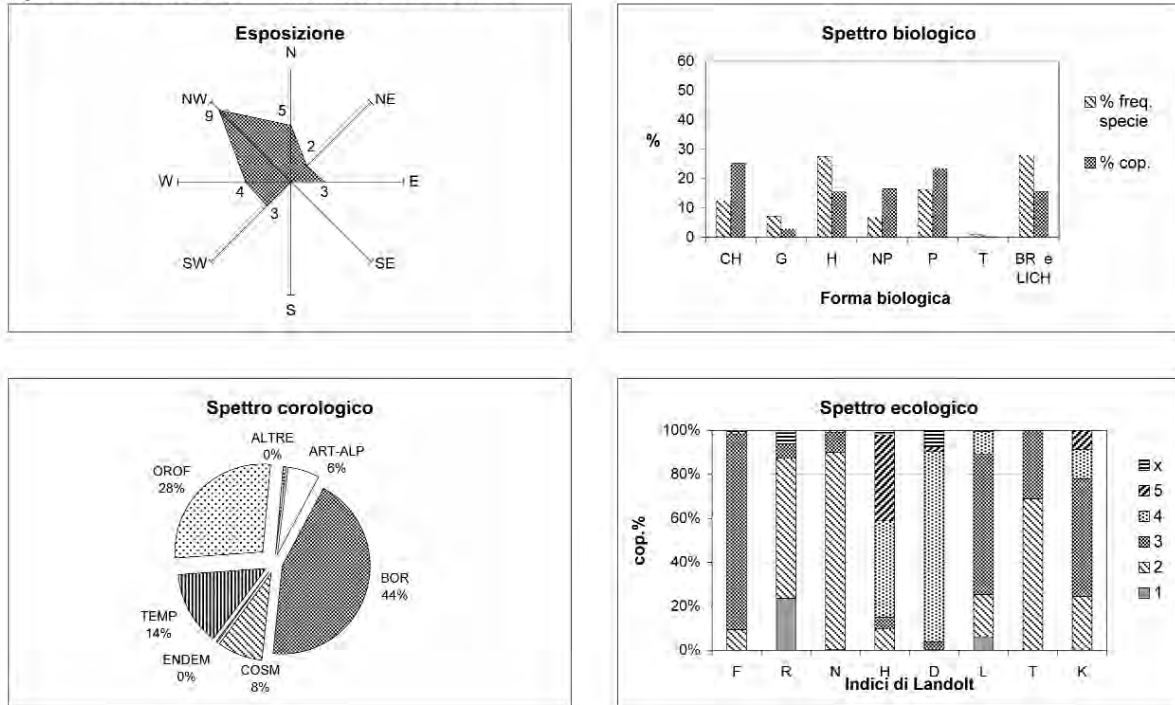 Esposizione
N
NW
NE
9
5
2
W
4
3
E
3
SW
SE
S
Spettro biologico
60
50
40
30
20
10
0
%
CH G H NP P T BR e
LICH
Forma biologica
% freq.
specie
% cop.
Spettro corologico
ALTRE
0%
ART-ALP
6%
OROF
28%
BOR
44%
TEMP
14%
ENDEM
0%
COSM
8%
Spettro ecologico
100%
80%
60%
40%
20%
0%
cop.%
F R N H D L T K
Indici di Landolt
x
5
4
3
2
1